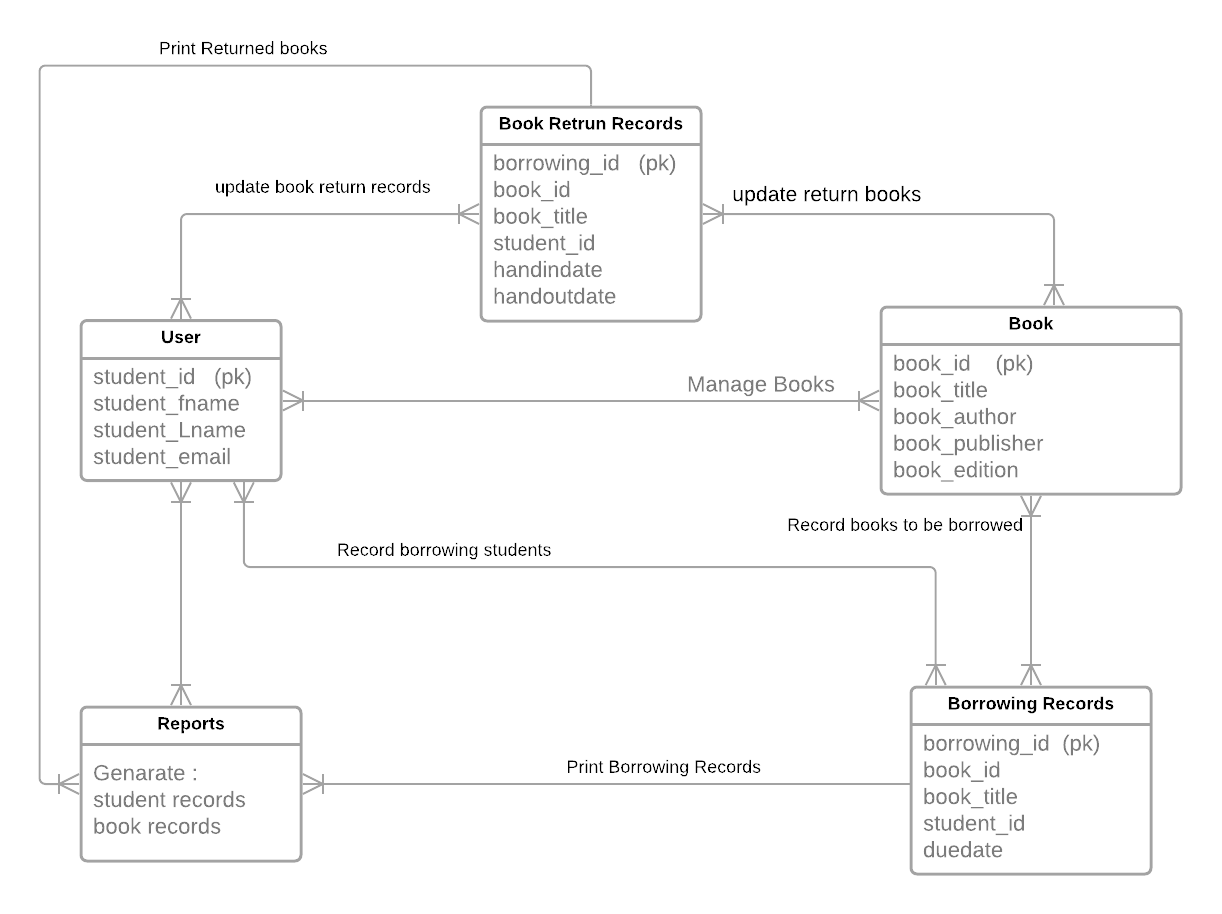 Print Returned books
Book Retrun Records
borrowing_id (pk)
book_id
book_title
student_id
handindate
handoutdate
update book return records
update return books
User
student_id (pk)
student_fname
student_Lname
student_email
Manage Books
Book
book_id (pk)
book_title
book_author
book_publisher
book_edition
Record books to be borrowed
Record borrowing students
Reports
Genarate :
student records
book records
Print Borrowing Records
Borrowing Records
borrowing_id (pk)
book_id
book_title
student_id
duedate